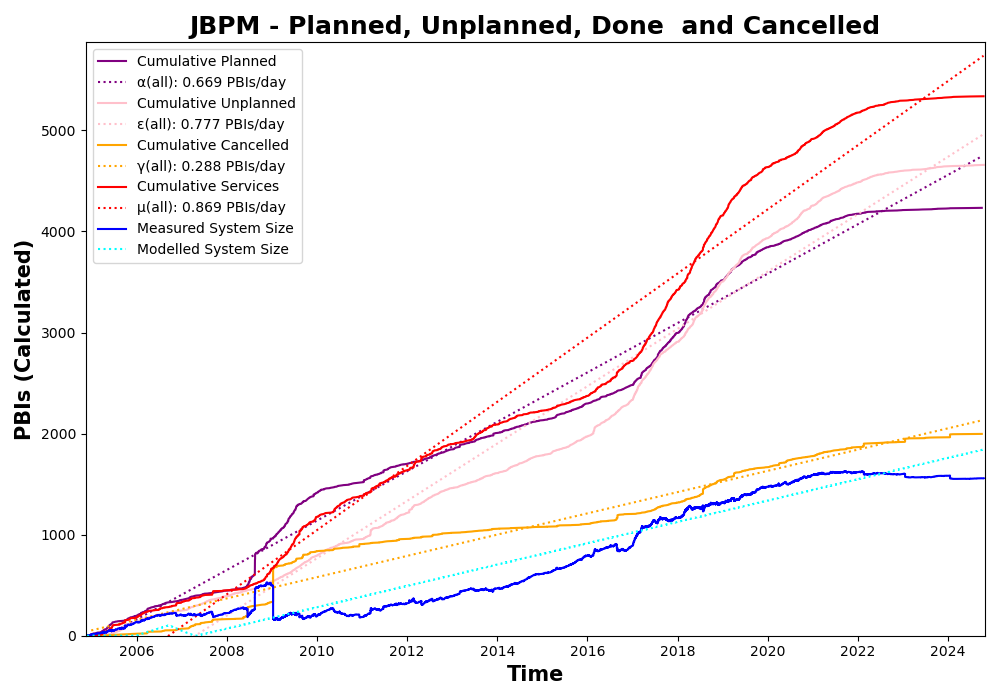 JBPM - Planned, Unplanned, Done  and Cancelled
Cumulative Planned
α(all): 0.669 PBIs/day
Cumulative Unplanned
ε(all): 0.777 PBIs/day
Cumulative Cancelled
γ(all): 0.288 PBIs/day
Cumulative Services
μ(all): 0.869 PBIs/day
Measured System Size
Modelled System Size
PBIs (Calculated)
5000
4000
3000
2000
1000
0
2006 2008 2010 2012 2014 2016 2018 2020 2022 2024
Time